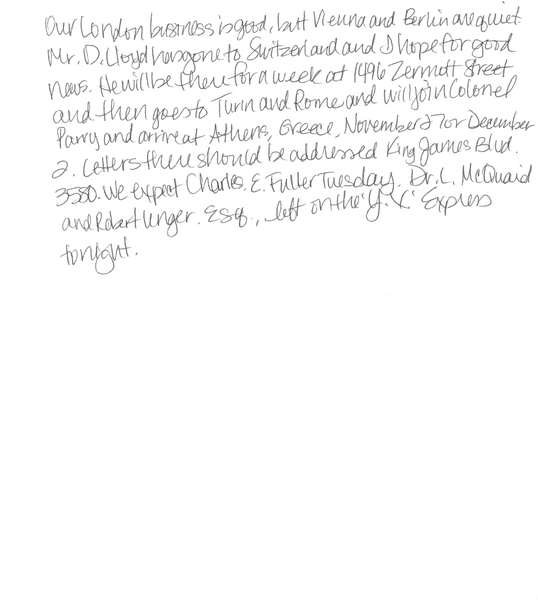 Our London business is good, but Vienna and Berlin are quiet.
Mr. D. Lloyd has gone to Switzerland and I hope for good
news. He will be there for a week at 1496 Zermott Street
and then goes to Turin and Rome and will join Colonel
Parry and arrive at Athens, Greece, November 27 or December
2. Letters there should be addressed King James Blvd.
3580. We expect Charles. E. Fuller Tuesday. Dr. L. McQuaid
and Robert Unger. Esq., left on the 'Y.X.' Express
tonight.